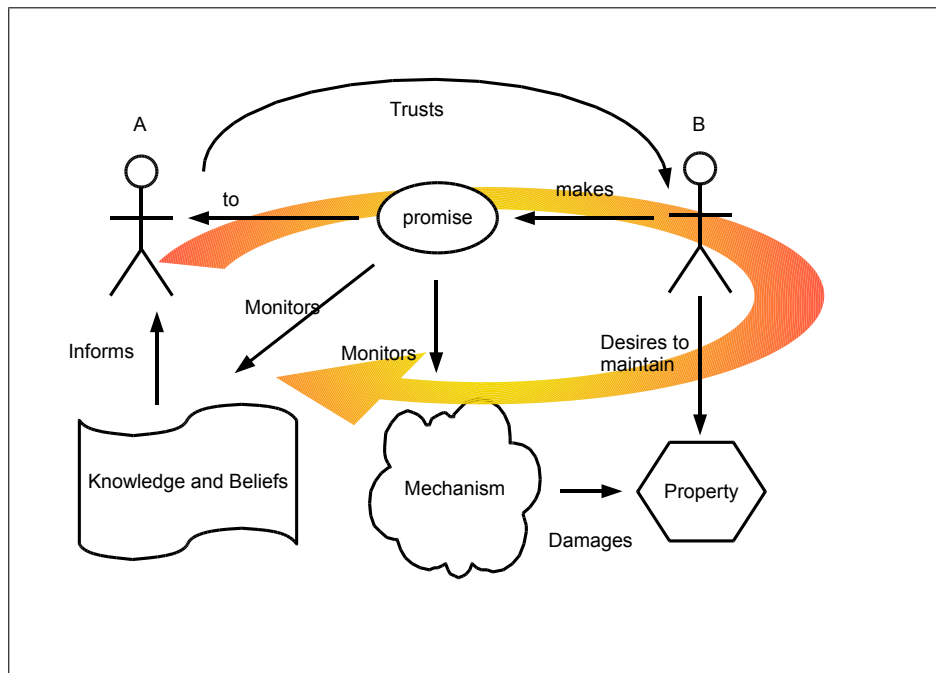 Trusts
A
B
to
promise
makes
Monitors
Informs
Monitors
Desires to
maintain
Knowledge and Beliefs
Mechanism
Property
Damages